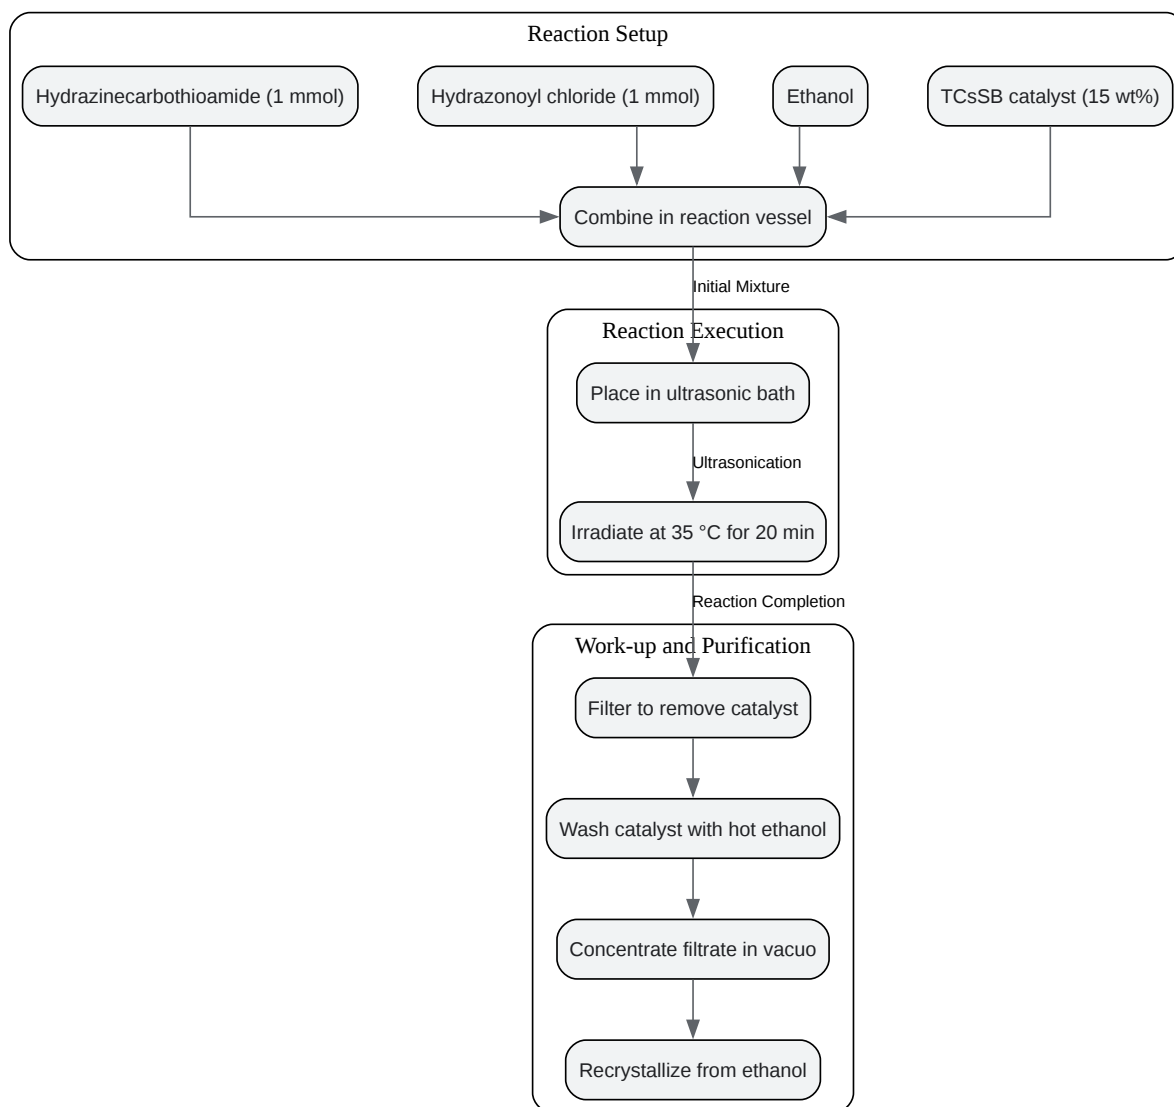 Reaction Setup
Hydrazinecarbothioamide (1 mmol)
Hydrazonoyl chloride (1 mmol)
Ethanol
TCsSB catalyst (15 wt%)
Combine in reaction vessel
Initial Mixture
Reaction Execution
Place in ultrasonic bath
Ultrasonication
Irradiate at 35 °C for 20 min
Reaction Completion
Work-up and Purification
Filter to remove catalyst
Wash catalyst with hot ethanol
Concentrate filtrate in vacuo
Recrystallize from ethanol